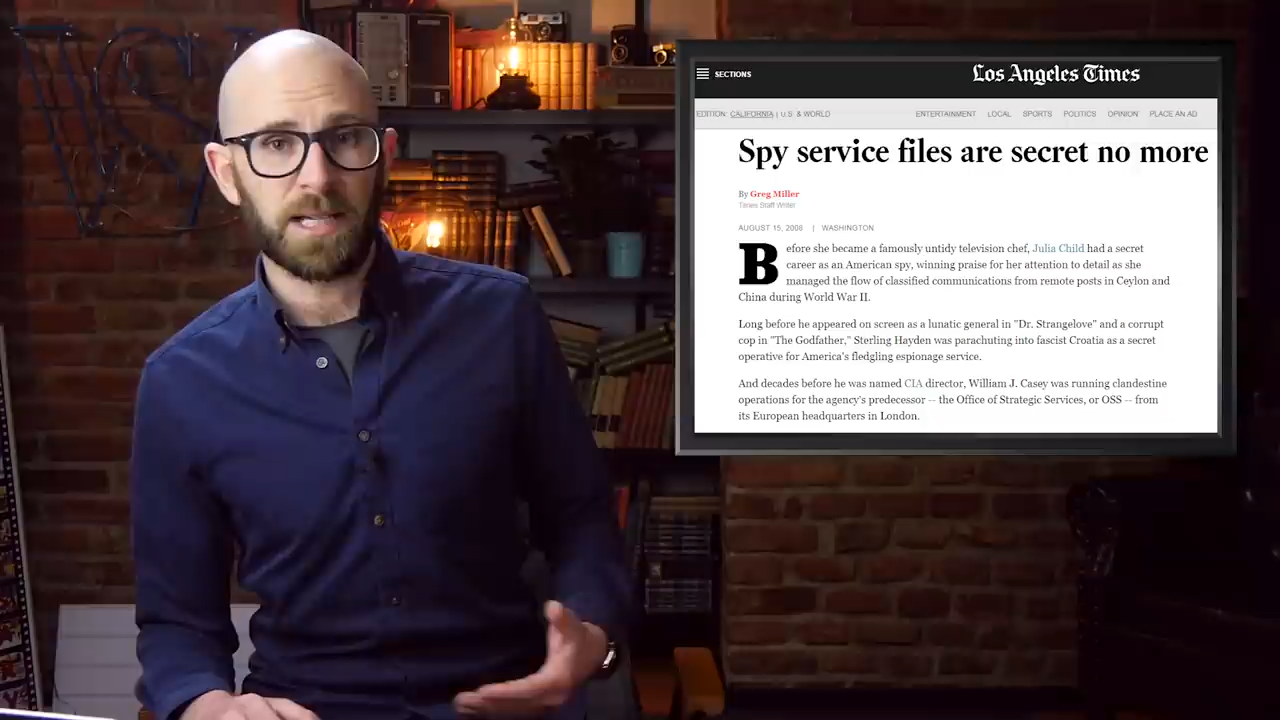 SECTIONS
Los Angeles Times
EDITION: CALIFORNIA | U.S. & WORLD ENTERTAINMENT LOCAL SPORTS POLITICS OPINION PLACE AN AD
Spy service files are secret no more
By Greg Miller
Times Staff Writer
AUGUST 15, 2008 | WASHINGTON
Before she became a famously untidy television chef, Julia Child had a secret
career as an American spy, winning praise for her attention to detail as she
managed the flow of classified communications from remote posts in Ceylon and
China during World War II.
Long before he appeared on screen as a lunatic general in "Dr. Strangelove" and a corrupt
cop in "The Godfather," Sterling Hayden was parachuting into fascist Croatia as a secret
operative for America's fledgling espionage service.
And decades before he was named CIA director, William J. Casey was running clandestine
operations for the agency's predecessor -- the Office of Strategic Services, or OSS -- from
its European headquarters in London.